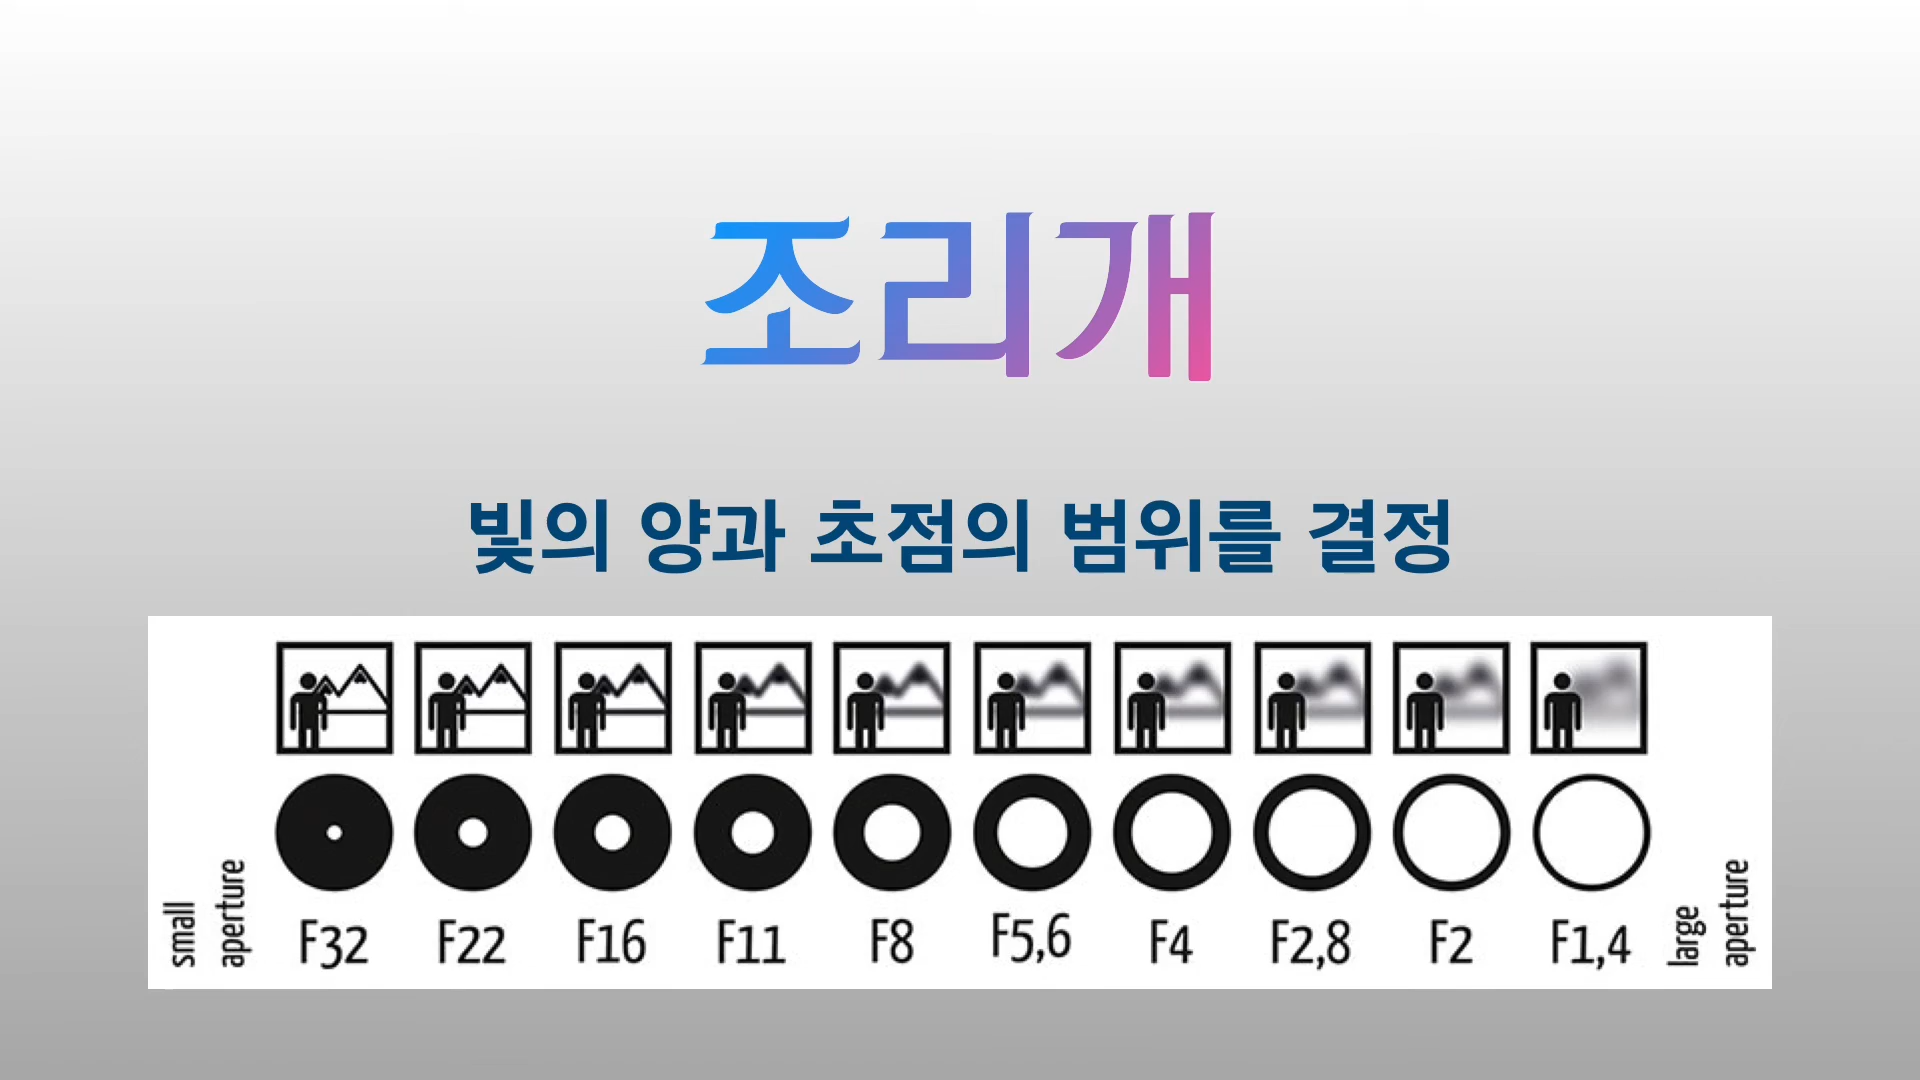 조리개
빛의 양과 초점의 범위를 결정
small
aperture
F32 F22 F16 F11 F8 F5,6 F4 F2,8 F2 F1,4
large
aperture